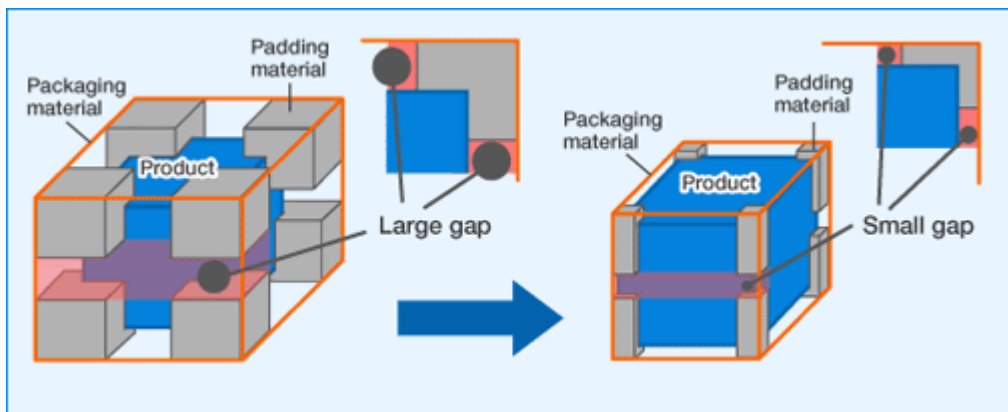 Packaging
material
Padding
material
Product
Large gap
Packaging
material
Padding
material
Product
Small gap